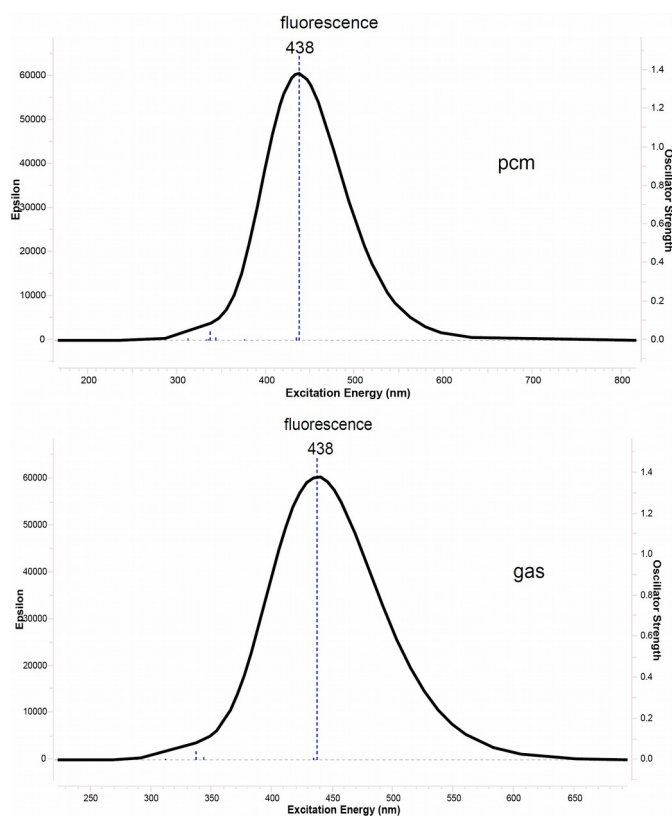 fluorescence
438
60000
50000
40000
30000
20000
10000
0
Epsilon
1.4
1.2
1.0
0.8
0.6
0.4
0.2
0.0
Oscillator Strength
pcm
200 300 400 500 600 700 800
Excitation Energy (nm)
fluorescence
438
60000
50000
40000
30000
20000
10000
0
Epsilon
1.4
1.2
1.0
0.8
0.6
0.4
0.2
0.0
Oscillator Strength
gas
250 300 350 400 450 500 550 600 650
Excitation Energy (nm)